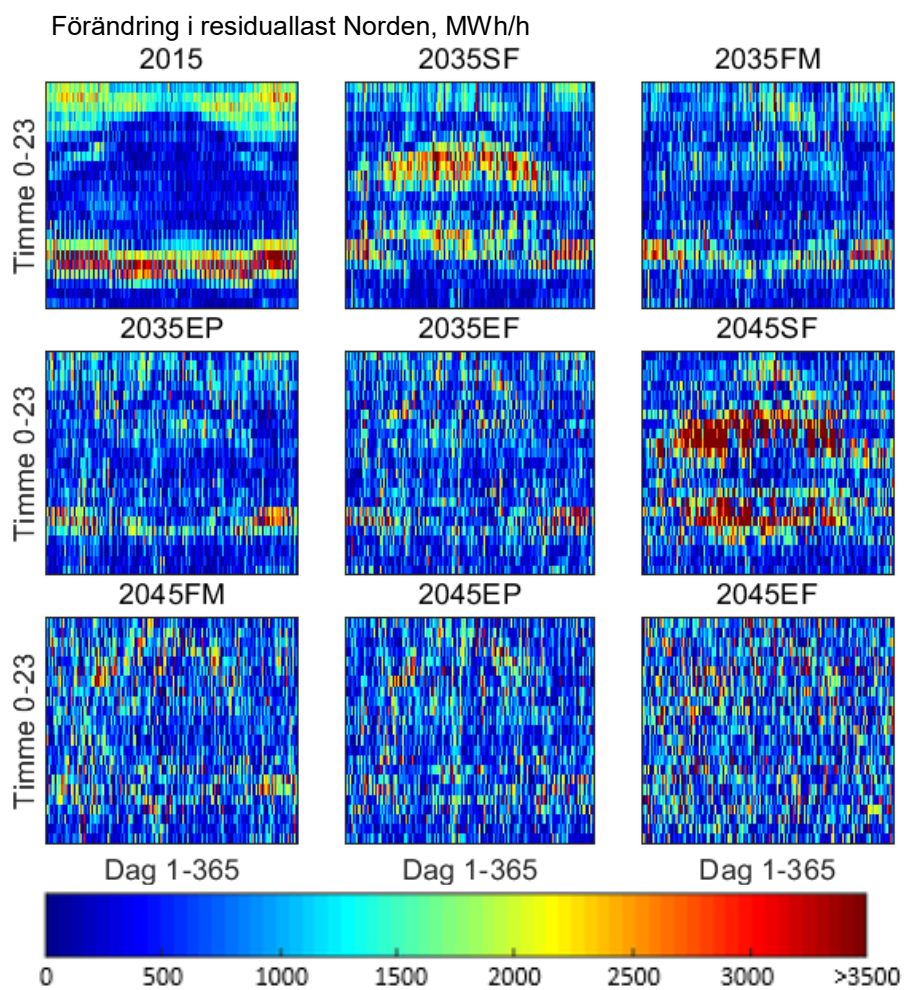 Förändring i residuallast Norden, MWh/h
2015 2035SF 2035FM
Timme 0-23
2035EP 2035EF 2045SF
Timme 0-23
2045FM 2045EP 2045EF
Timme 0-23
Dag 1-365 Dag 1-365 Dag 1-365
0 500 1000 1500 2000 2500 3000 >3500